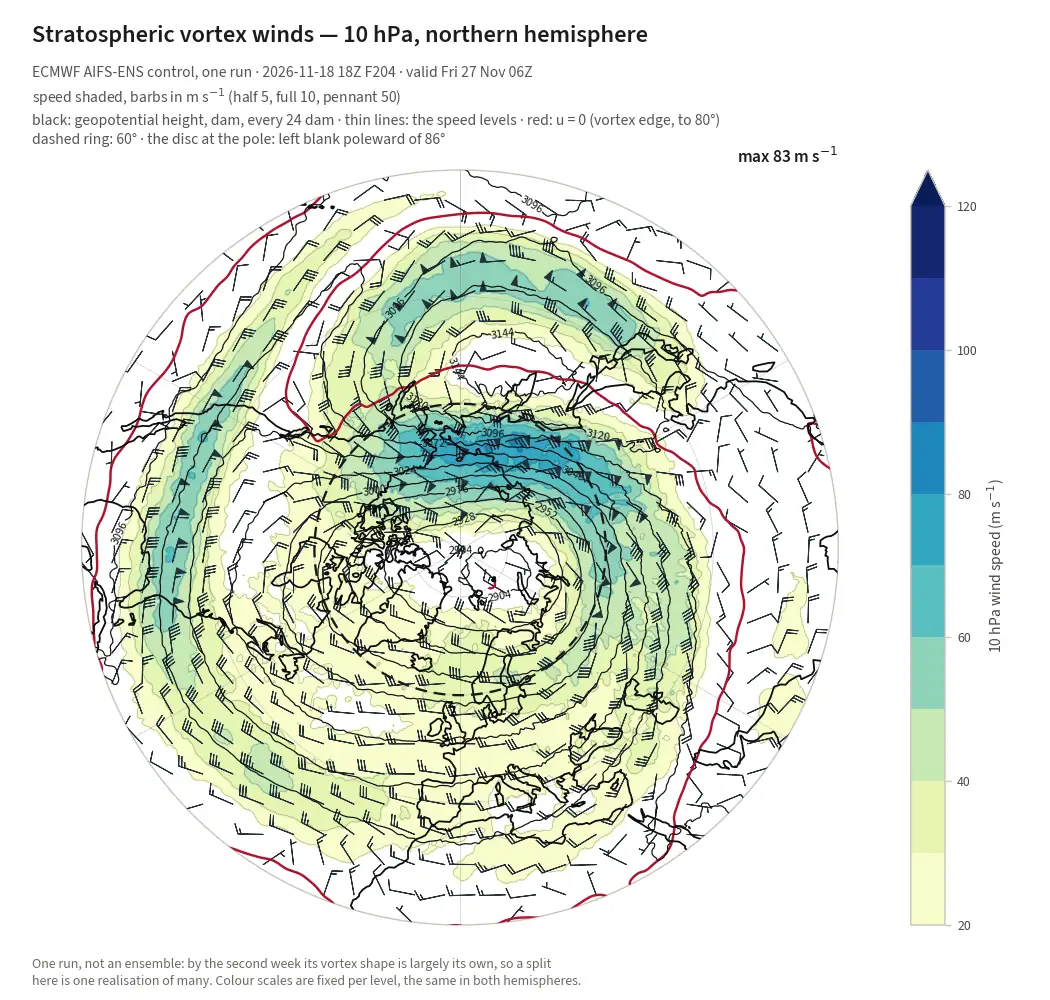 Stratospheric vortex winds — 10 hPa, northern hemisphere
ECMWF AIFS-ENS control, one run · 2026-11-18 18Z F204 · valid Fri 27 Nov 06Z
speed shaded, barbs in m s⁻¹ (half 5, full 10, pennant 50)
black: geopotential height, dam, every 24 dam · thin lines: the speed levels · red: u = 0 (vortex edge, to 80°)
dashed ring: 60° · the disc at the pole: left blank poleward of 86°
max 83 m s⁻¹
3096
3096
3096
3144
3120
3096
3024
3000
2976
2952
2928
2904
2904
3096
120
100
80
60
40
20
10 hPa wind speed (m s⁻¹)
One run, not an ensemble: by the second week its vortex shape is largely its own, so a split
here is one realisation of many. Colour scales are fixed per level, the same in both hemispheres.